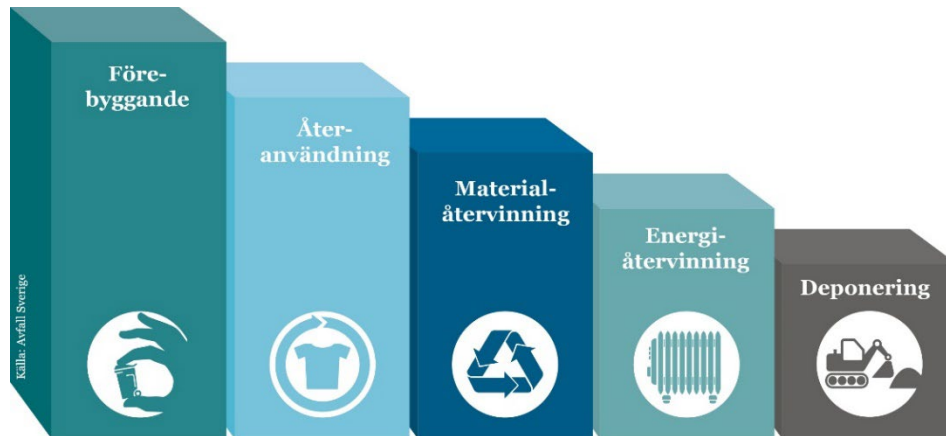 Före-
byggande
Åter-
användning
Material-
återvinning
Energi-
återvinning
Deponering
Källa: Avfall Sverige